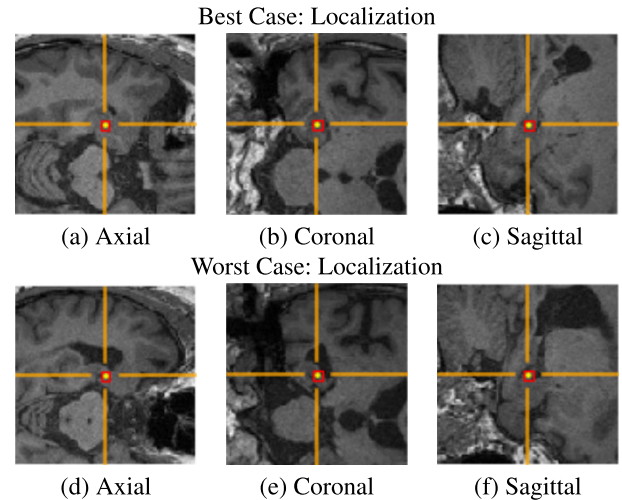 Best Case: Localization
(a) Axial
(b) Coronal
(c) Sagittal
Worst Case: Localization
(d) Axial
(e) Coronal
(f) Sagittal